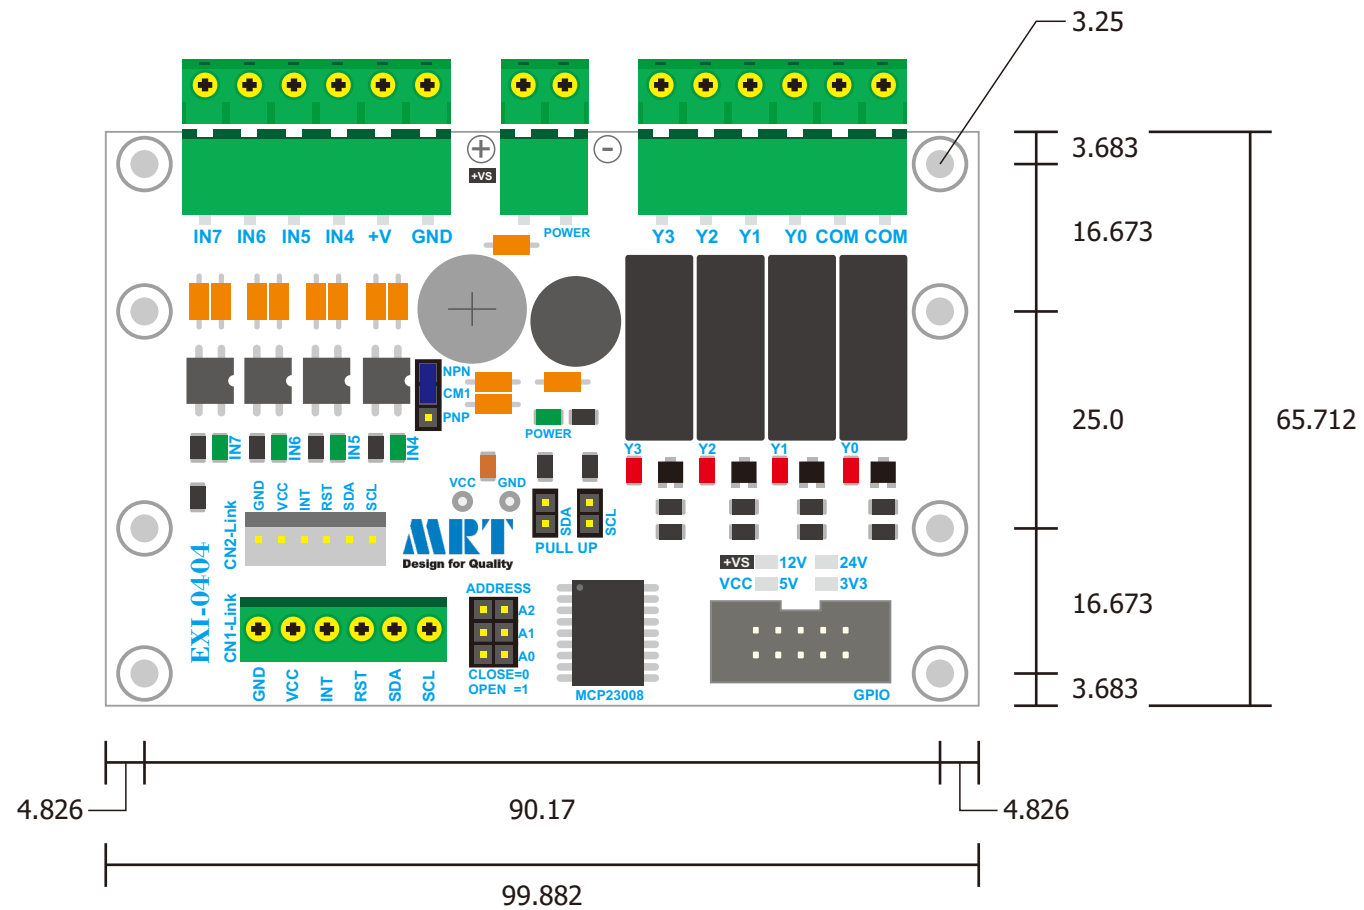 3.25
3.683
+VS
IN7 IN6 IN5 IN4 +V GND
POWER
Y3 Y2 Y1 Y0 COM COM
16.673
NPN
CM1
PNP
25.0
65.712
POWER
IN7 IN6 IN5 IN4
Y3 Y2 Y1 Y0
GND VCC INT RST SDA SCL
CN2-Link
VCC GND
MRT
Design for Quality
SDA SCL
PULL UP
+VS 12V 24V
VCC 5V 3V3
EXI-0404
CN1-Link
ADDRESS
A2
A1
A0
CLOSE=0
OPEN =1
16.673
GND VCC INT RST SDA SCL
MCP23008
GPIO
3.683
4.826
90.17
4.826
99.882